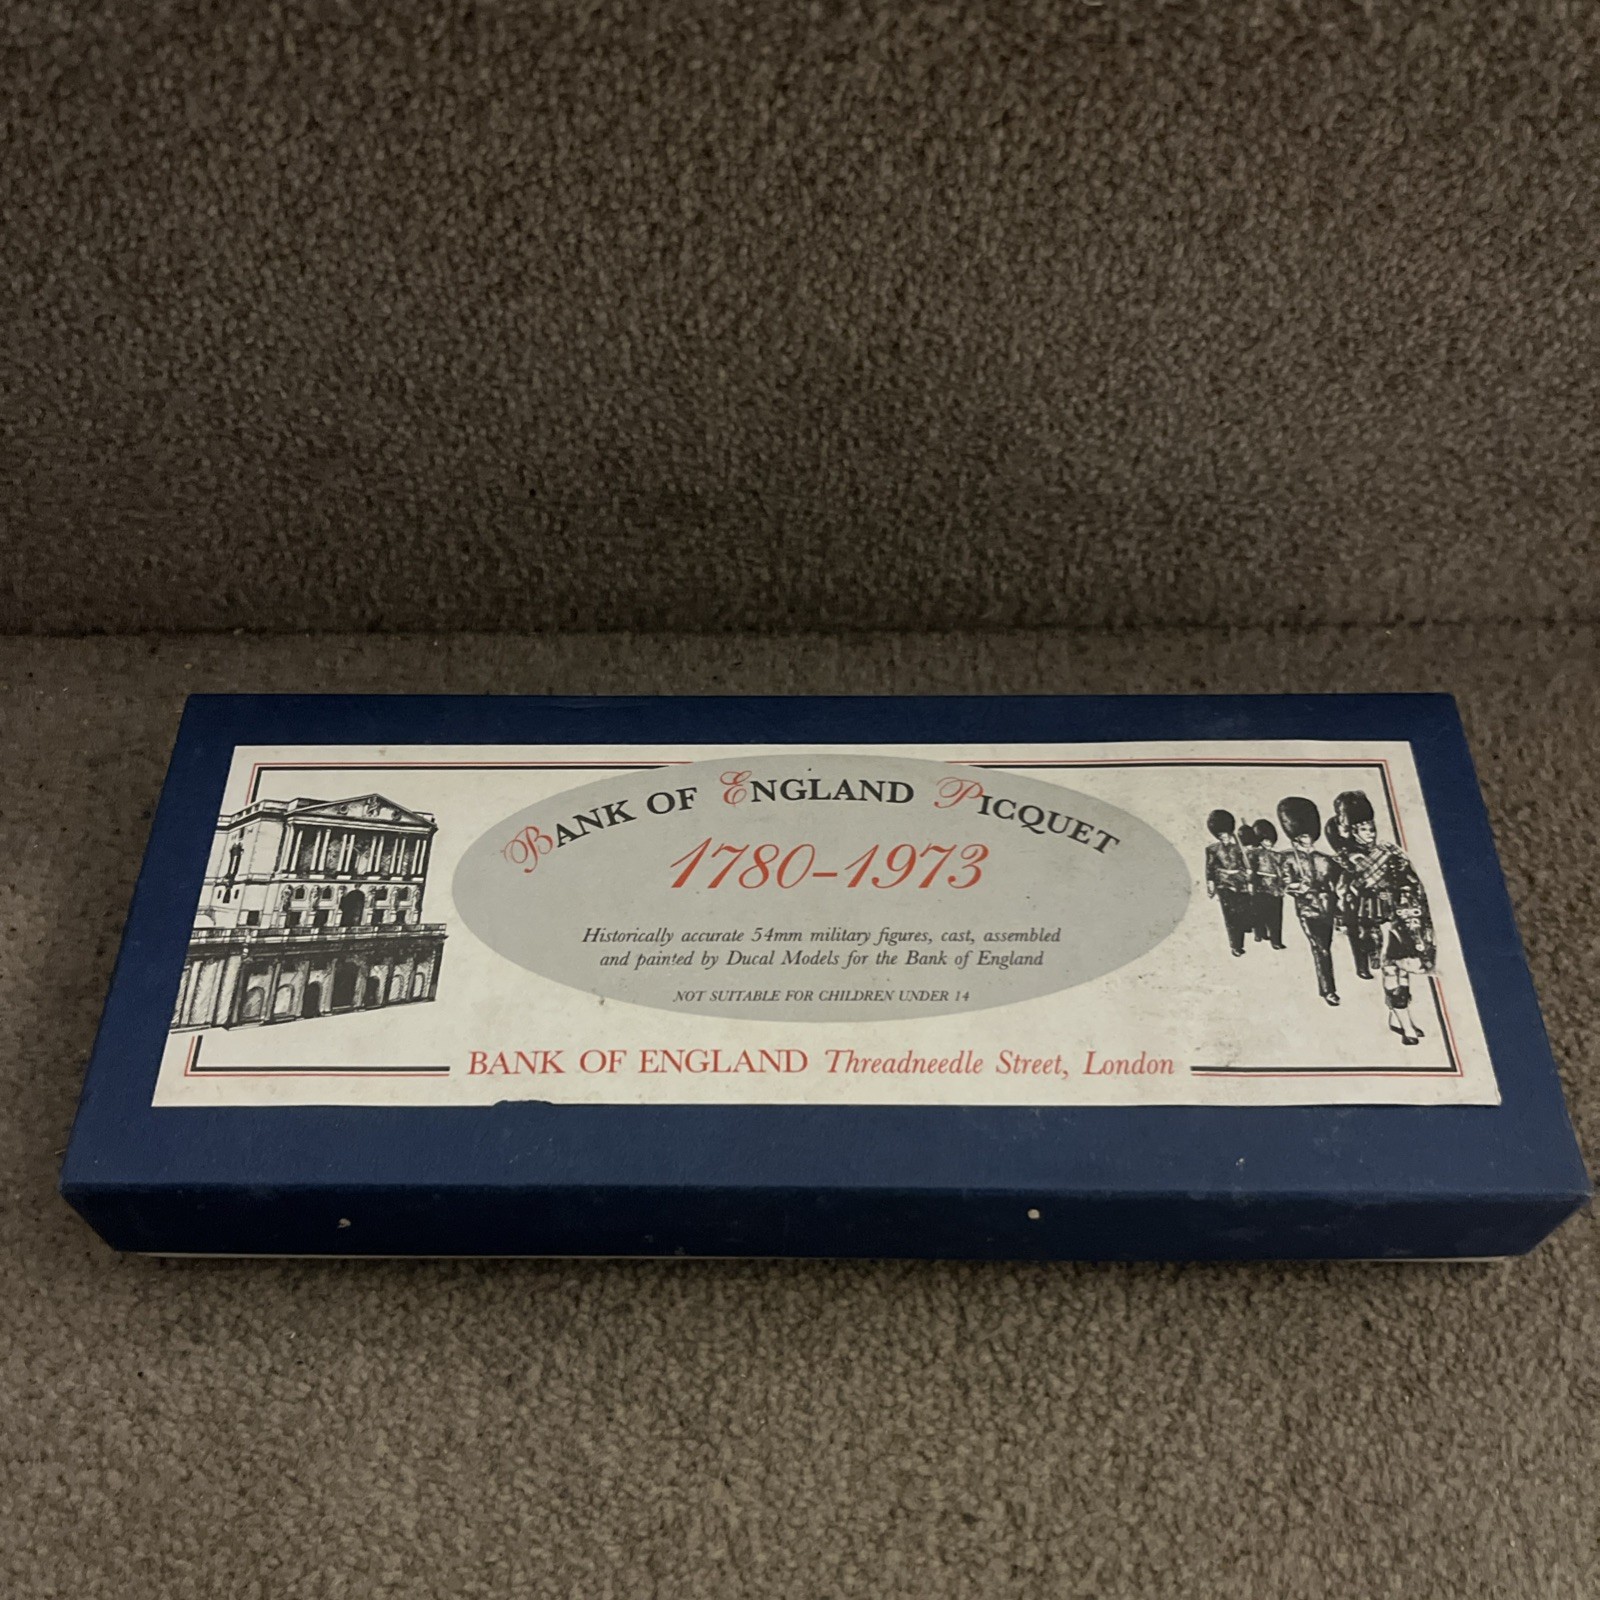 BANK OF ENGLAND PICQUET
1780-1973
Historically accurate 54mm military figures, cast, assembled
and painted by Ducal Models for the Bank of England
NOT SUITABLE FOR CHILDREN UNDER 14
BANK OF ENGLAND Threadneedle Street, London